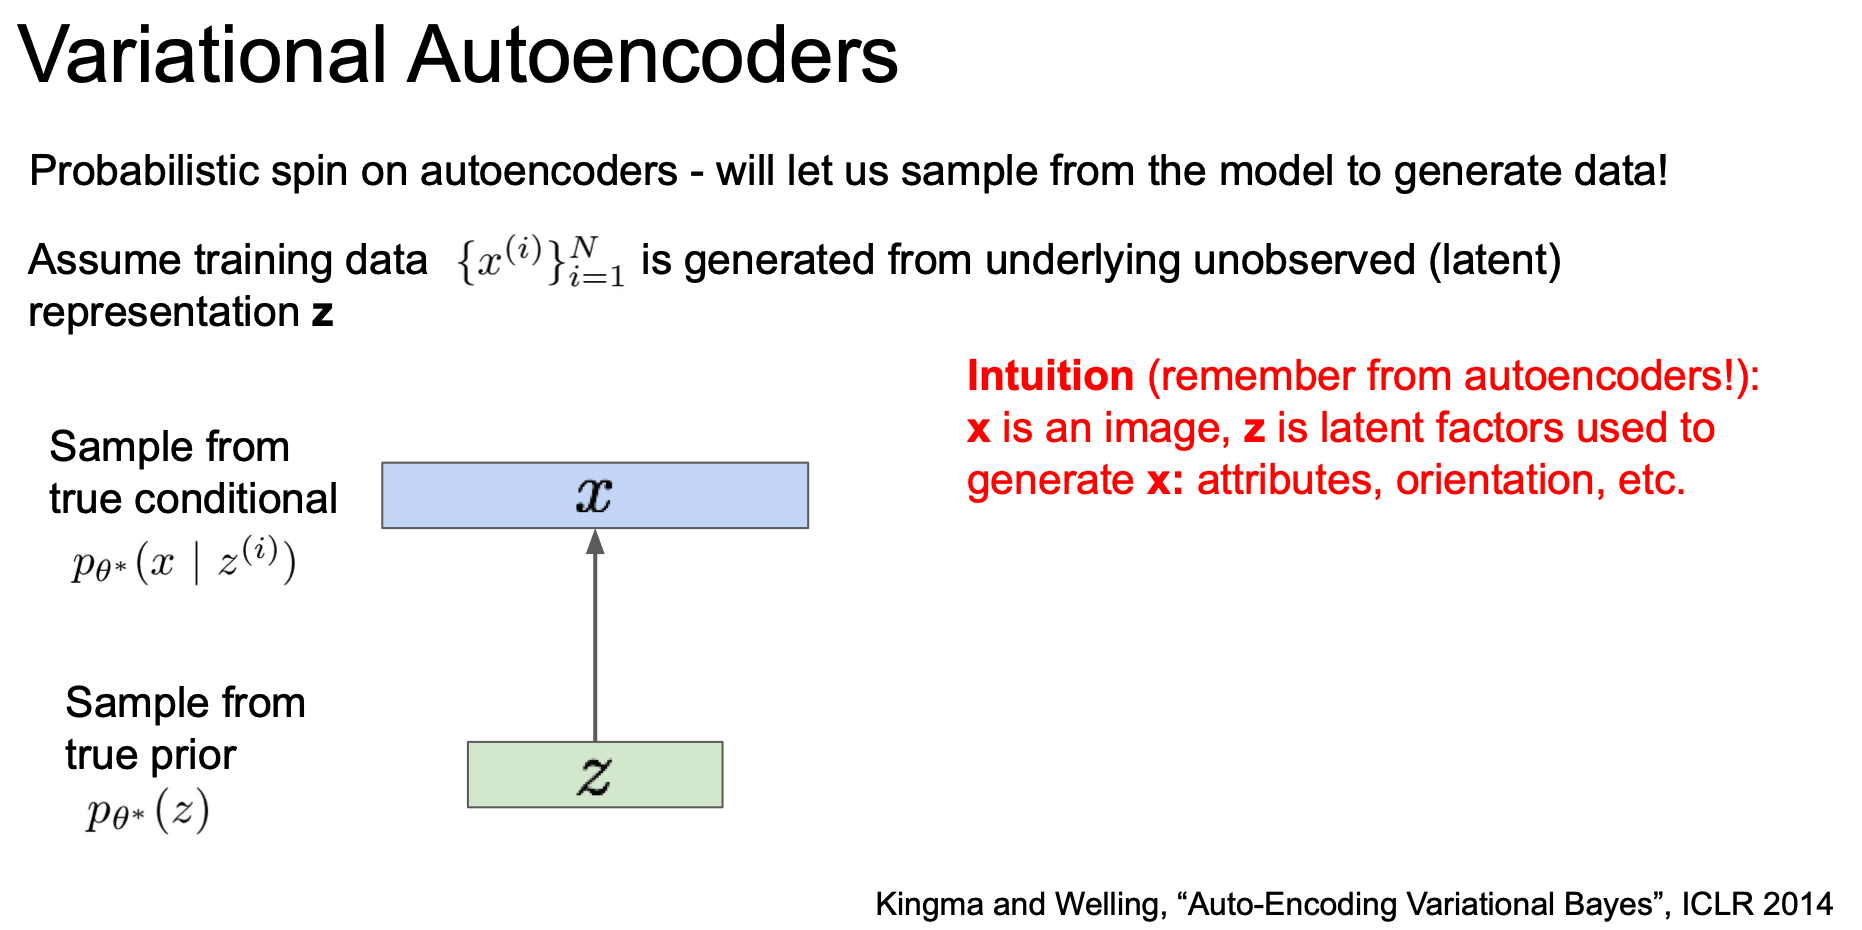 Variational Autoencoders
Probabilistic spin on autoencoders - will let us sample from the model to generate data!
Assume training data $\{x^{(i)}\}_{i=1}^{N}$ is generated from underlying unobserved (latent)
representation z
Intuition (remember from autoencoders!):
x is an image, z is latent factors used to
generate x: attributes, orientation, etc.
Sample from
true conditional
$p_{\theta^*}(x \mid z^{(i)})$
x
Sample from
true prior
$p_{\theta^*}(z)$
z
Kingma and Welling, “Auto-Encoding Variational Bayes”, ICLR 2014